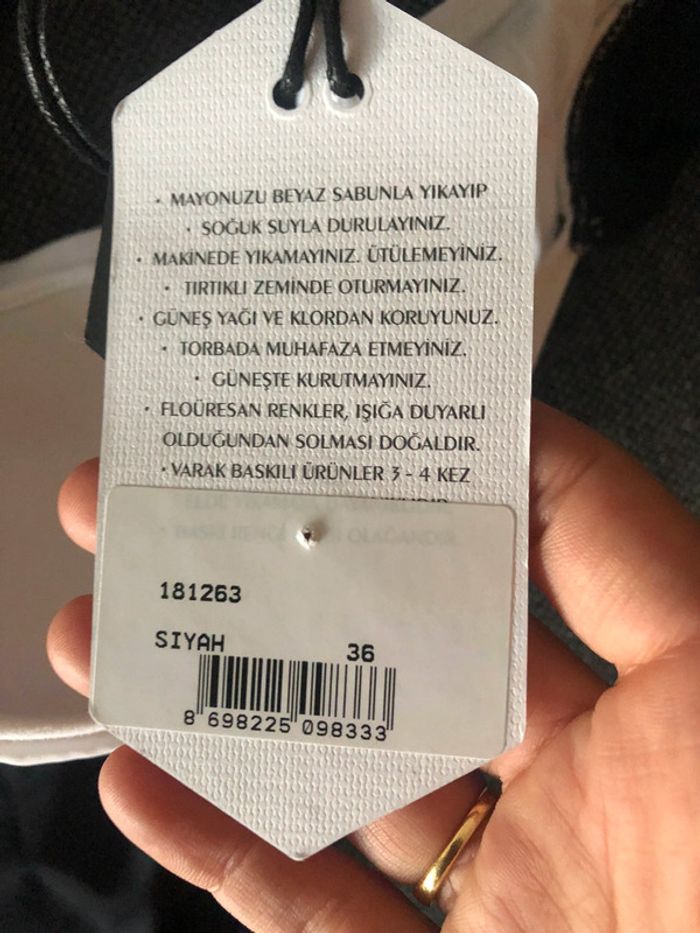 · MAYONUZU BEYAZ SABUNLA YIKAYIP
· SOĞUK SUYLA DURULAYINIZ.
· MAKİNEDE YIKAMAYINIZ. ÜTÜLEMEYİNİZ.
· TIRTIKLI ZEMİNDE OTURMAYINIZ.
· GÜNEŞ YAĞI VE KLORDAN KORUYUNUZ.
· TORBADA MUHAFAZA ETMEYİNİZ.
· GÜNEŞTE KURUTMAYINIZ.
· FLOÜRESAN RENKLER, IŞIĞA DUYARLI
OLDUĞUNDAN SOLMASI DOĞALDIR.
· VARAK BASKILI ÜRÜNLER 3 - 4 KEZ
181263
SIYAH 36
8 698225 098333